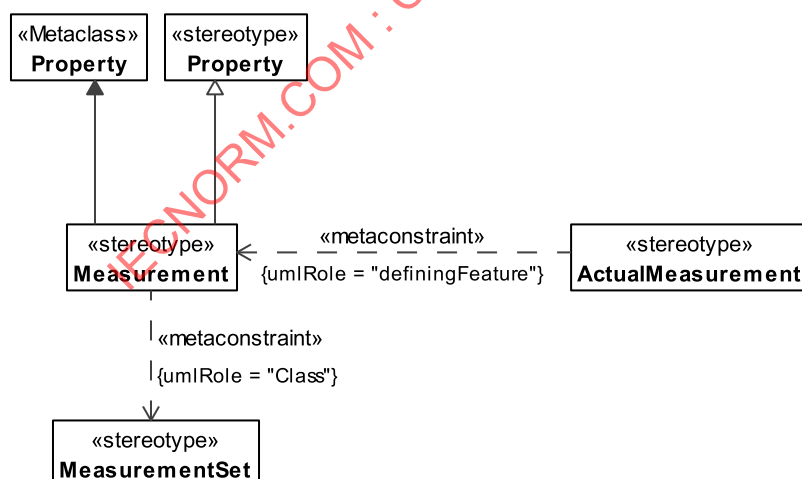 «Metaclass»
Property
«stereotype»
Property
«stereotype»
Measurement
«metaconstraint»
{umlRole = "definingFeature"}
«stereotype»
ActualMeasurement
«metaconstraint»
{umlRole = "Class"}
«stereotype»
MeasurementSet
IECNORM.COM :